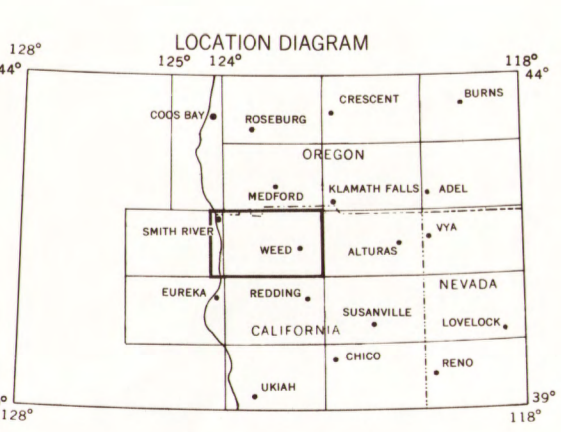 LOCATION DIAGRAM
128° 125° 124° 118°
44° 44°
BURNS
CRESCENT
COOS BAY
ROSEBURG
OREGON
MEDFORD KLAMATH FALLS ADEL
SMITH RIVER
VYA
WEED
ALTURAS
NEVADA
EUREKA REDDING
SUSANVILLE
LOVELOCK
CALIFORNIA
CHICO
RENO
UKIAH
39°
128° 118°